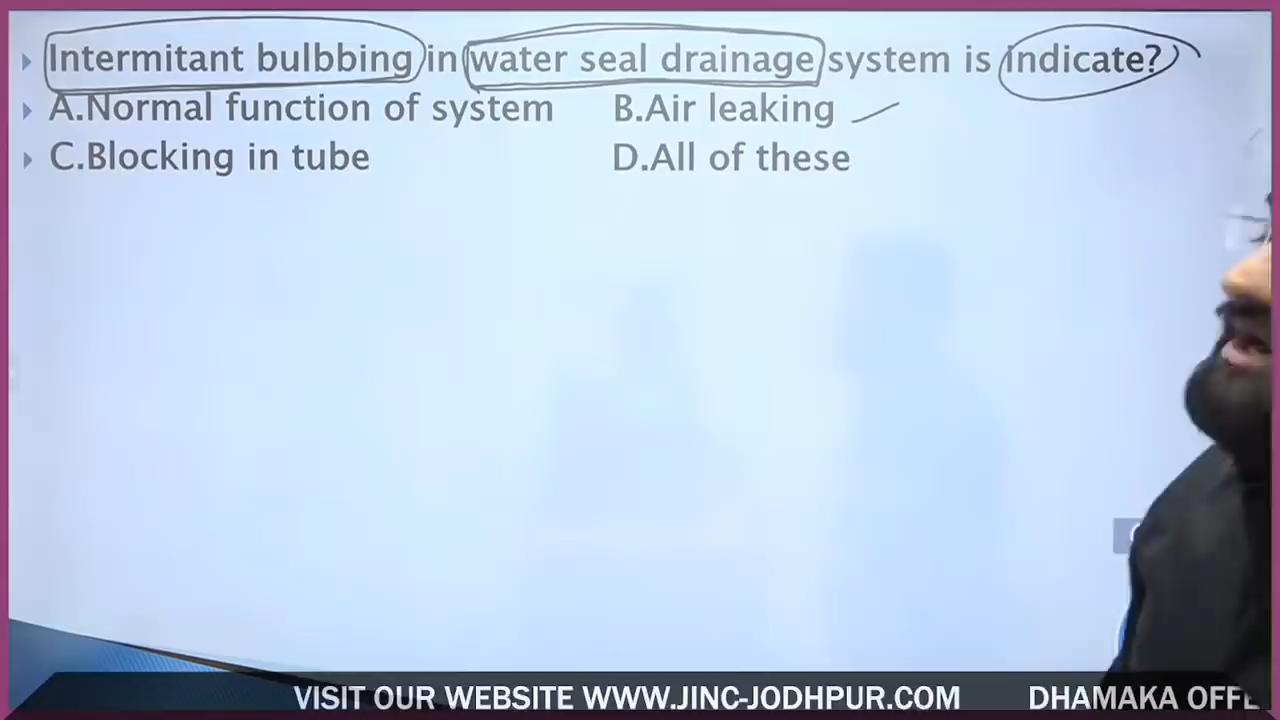 Intermitant bulbbing in water seal drainage system is indicate?
A.Normal function of system B.Air leaking
C.Blocking in tube D.All of these
VISIT OUR WEBSITE WWW.JINC-JODHPUR.COM DHAMAKA OFFE